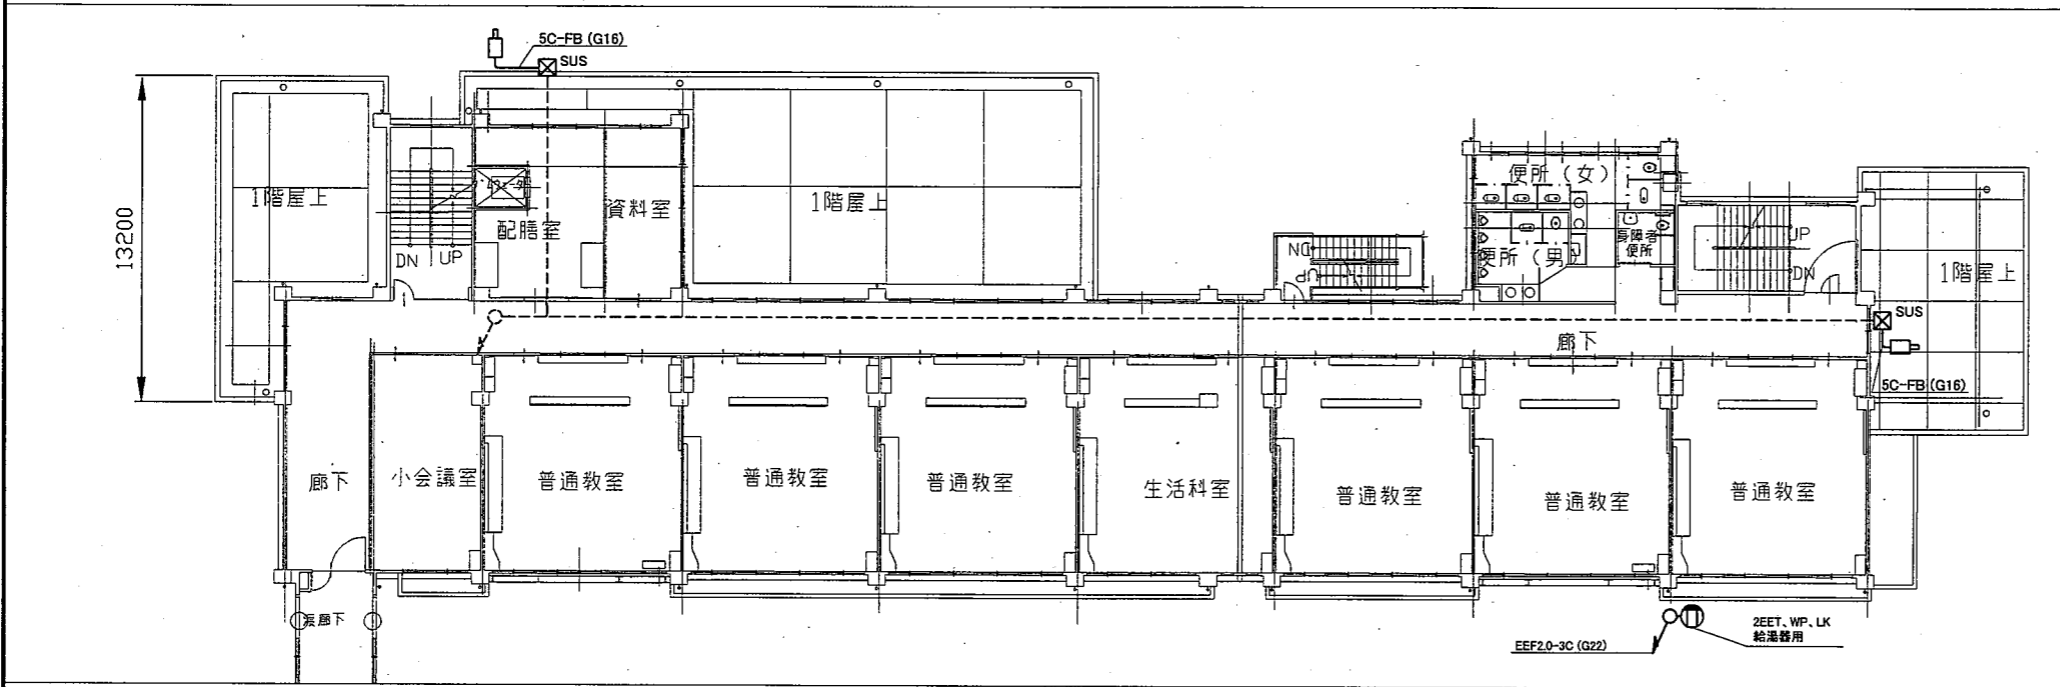 5C-FB (G16)
SUS
13200
1階屋上
DN
UP
配膳室
資料室
1階屋上
DN
UP
便所（女）
便所（男）
身障者
便所
UP
DN
1階屋上
SUS
5C-FB (G16)
廊下
廊下
小会議室
普通教室
普通教室
普通教室
生活科室
普通教室
普通教室
普通教室
渡廊下
EEF2.0-3C (G22)
2EET、WP、LK
給湯器用